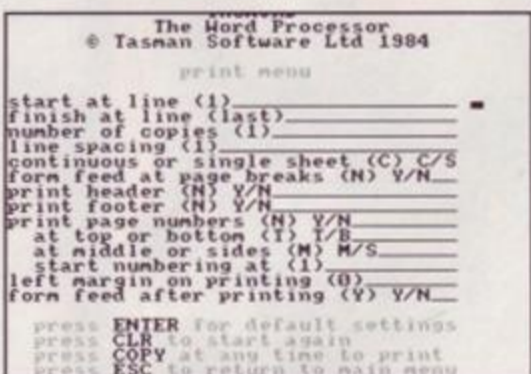 The Word Processor
© Tasman Software Ltd 1984
print menu
start at line (1)
finish at line (last)
number of copies (1)
line spacing (1)
continuous or single sheet (C) C/S
form feed at page breaks (N) Y/N
print header (N) Y/N
print footer (N) Y/N
print page numbers (N) Y/N
at top or bottom (T) T/B
at middle or sides (M) M/S
start numbering at (1)
left margin on printing (0)
form feed after printing (Y) Y/N
press ENTER for default settings
press CLR to start again
press COPY at any time to print
press ESC to return to main menu